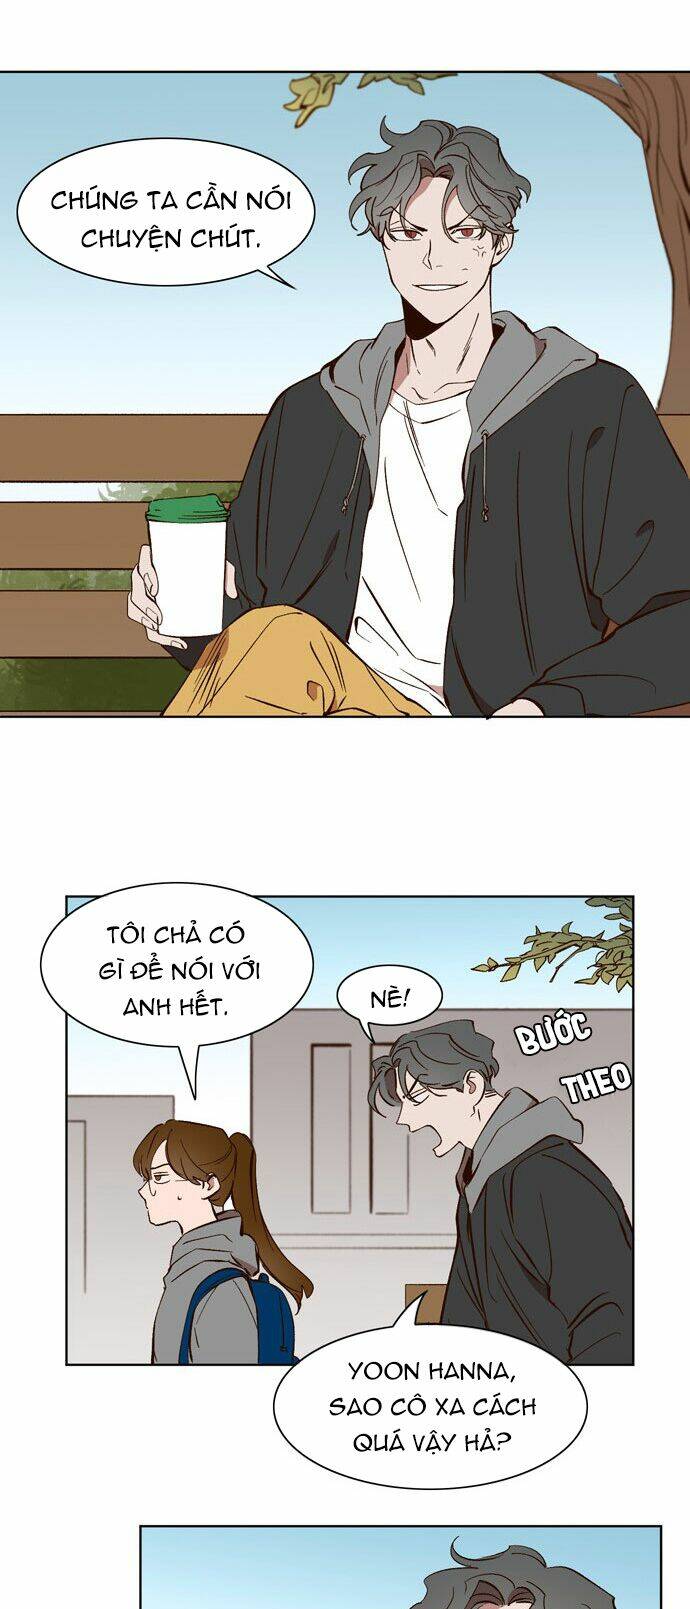 CHÚNG TA CẦN NÓI
CHUYỆN CHÚT.
TÔI CHẢ CÓ
GÌ ĐỂ NÓI VỚI
ANH HẾT.
NÈ!
BƯỚC
THEO
YOON HANNA,
SAO CÔ XA CÁCH
QUÁ VẬY HẢ?